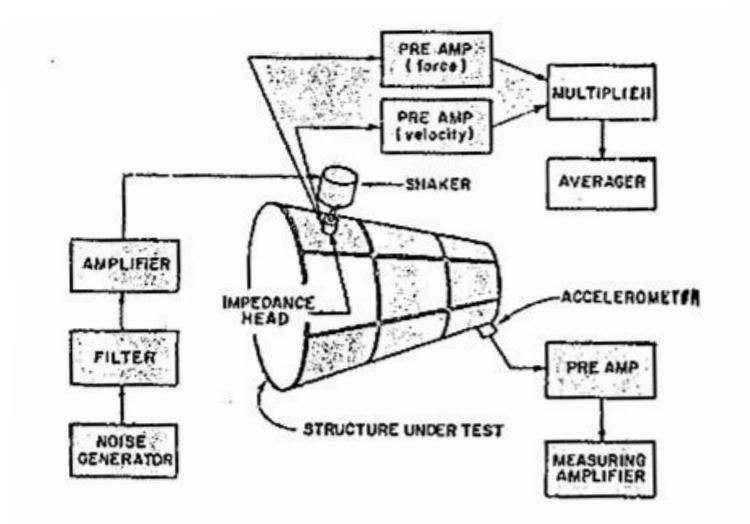 PRE AMP
(force)
PRE AMP
(velocity)
MULTIPLIER
AVERAGER
SHAKER
AMPLIFIER
IMPEDANCE
HEAD
ACCELEROMETER
FILTER
PRE AMP
STRUCTURE UNDER TEST
NOISE
GENERATOR
MEASURING
AMPLIFIER